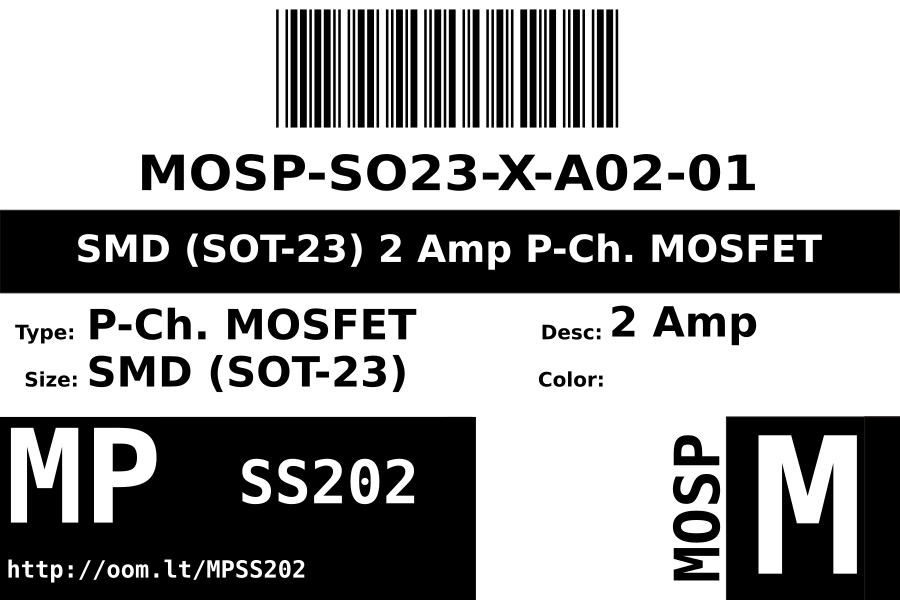 MOSP-SO23-X-A02-01
SMD (SOT-23) 2 Amp P-Ch. MOSFET
Type: P-Ch. MOSFET
Desc: 2 Amp
Size: SMD (SOT-23)
Color:
MP
SS202
http://oom.lt/MPSS202
MOSP
M